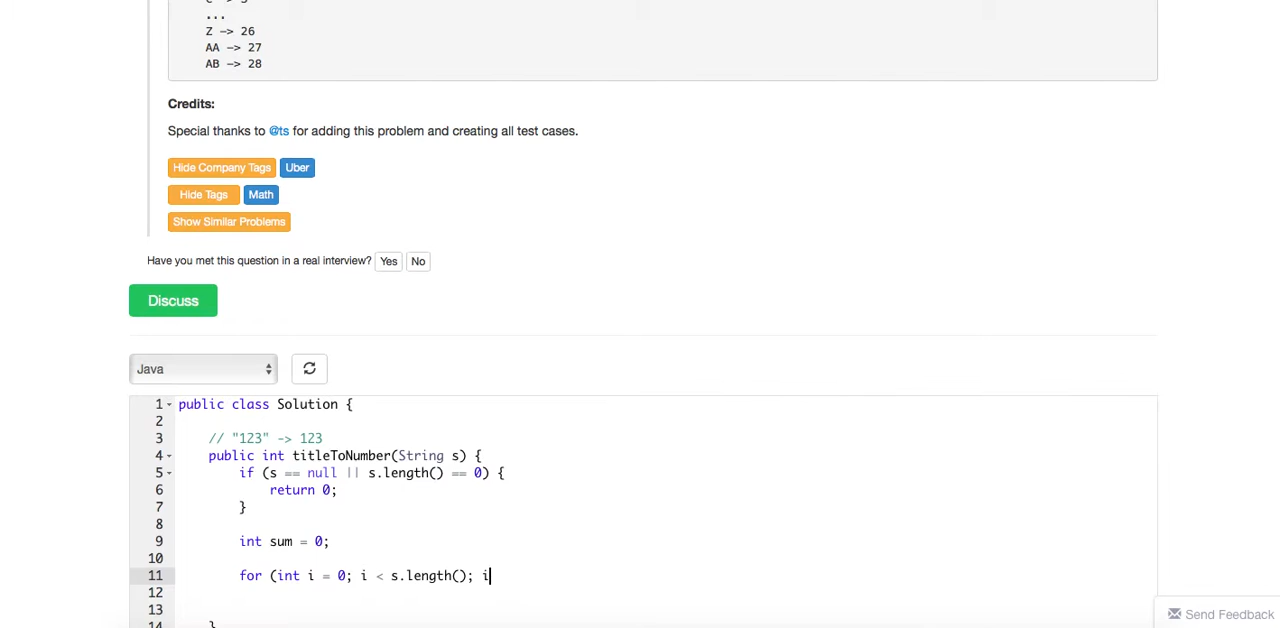 ...
Z -> 26
AA -> 27
AB -> 28
Credits:
Special thanks to @ts for adding this problem and creating all test cases.
Hide Company Tags Uber
Hide Tags Math
Show Similar Problems
Have you met this question in a real interview? Yes No
Discuss
Java
1 public class Solution {
2
3 // "123" -> 123
4 public int titleToNumber(String s) {
5 if (s == null || s.length() == 0) {
6 return 0;
7 }
8
9 int sum = 0;
10
11 for (int i = 0; i < s.length(); i
12
13
14 }
Send Feedback